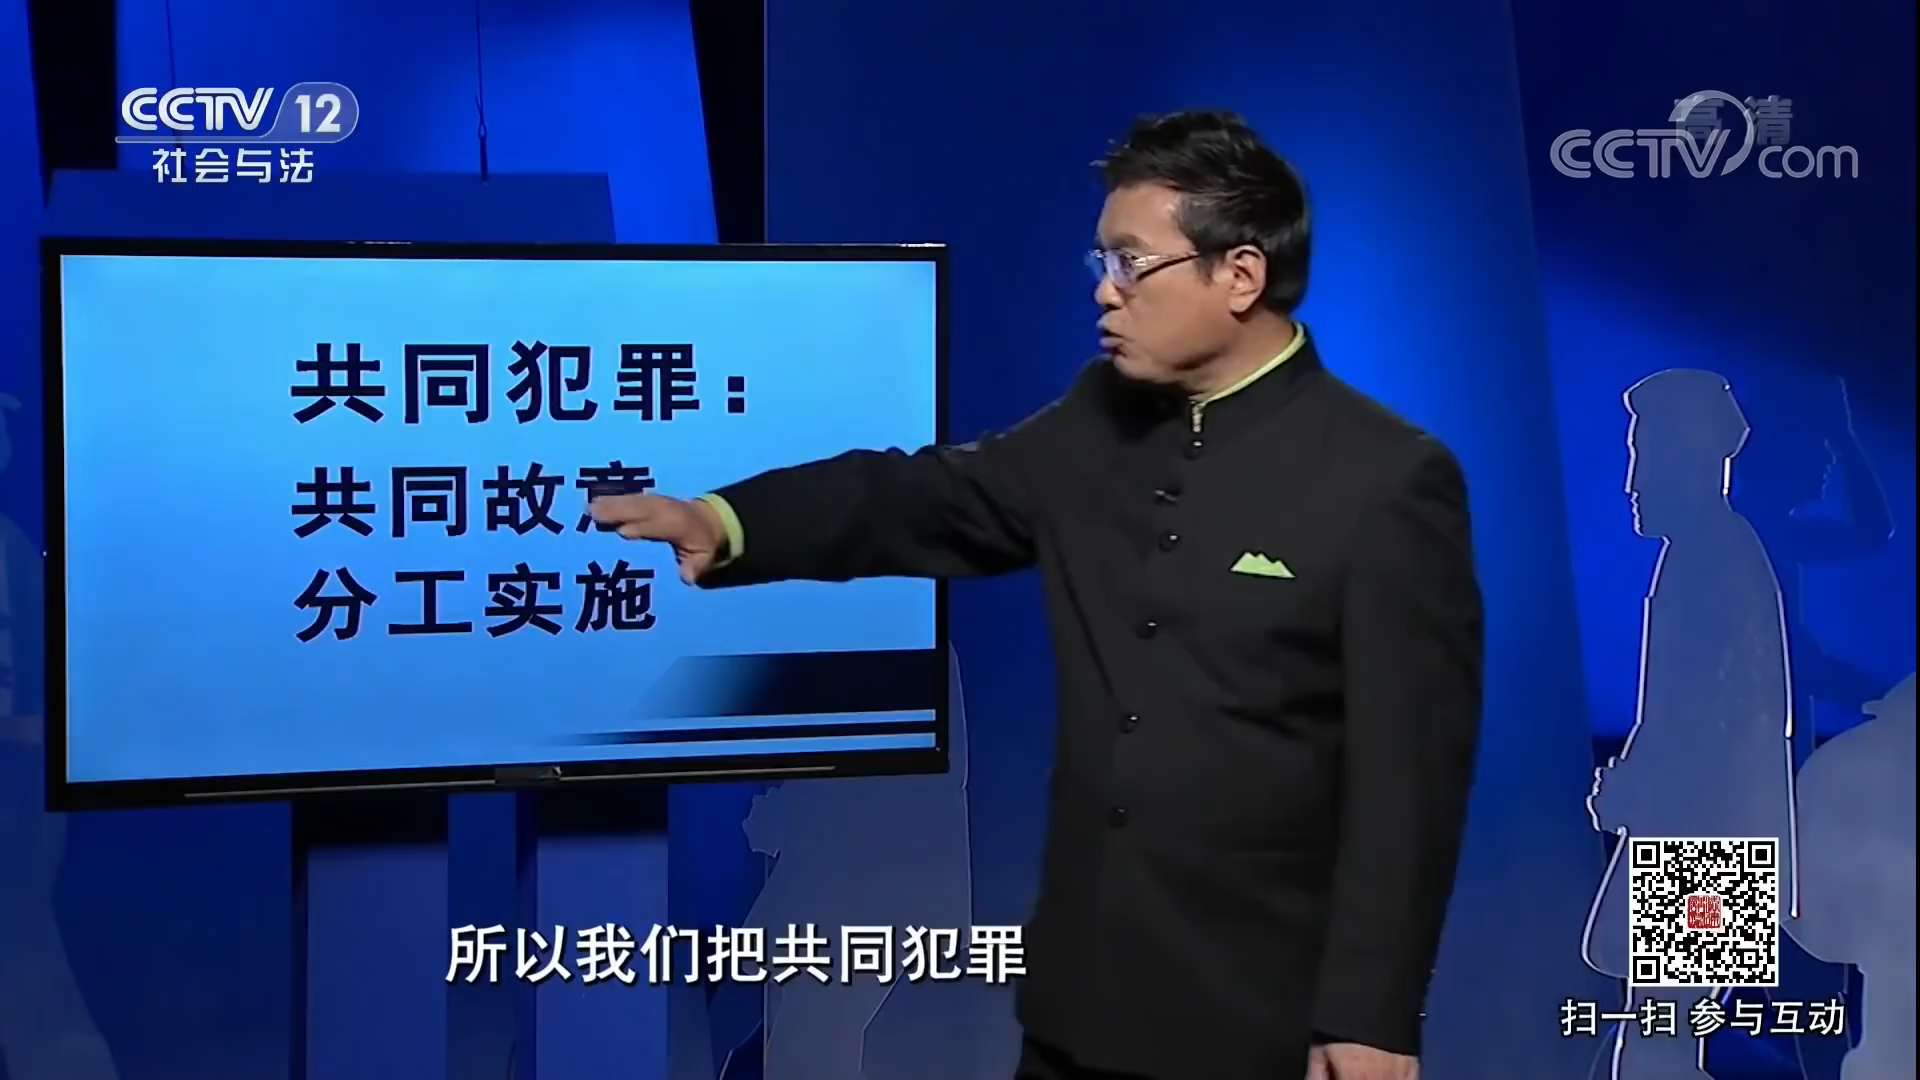 CCTV 12
社会与法
高清
CCTV.com
共同犯罪：
共同故意
分工实施
所以我们把共同犯罪
扫一扫 参与互动